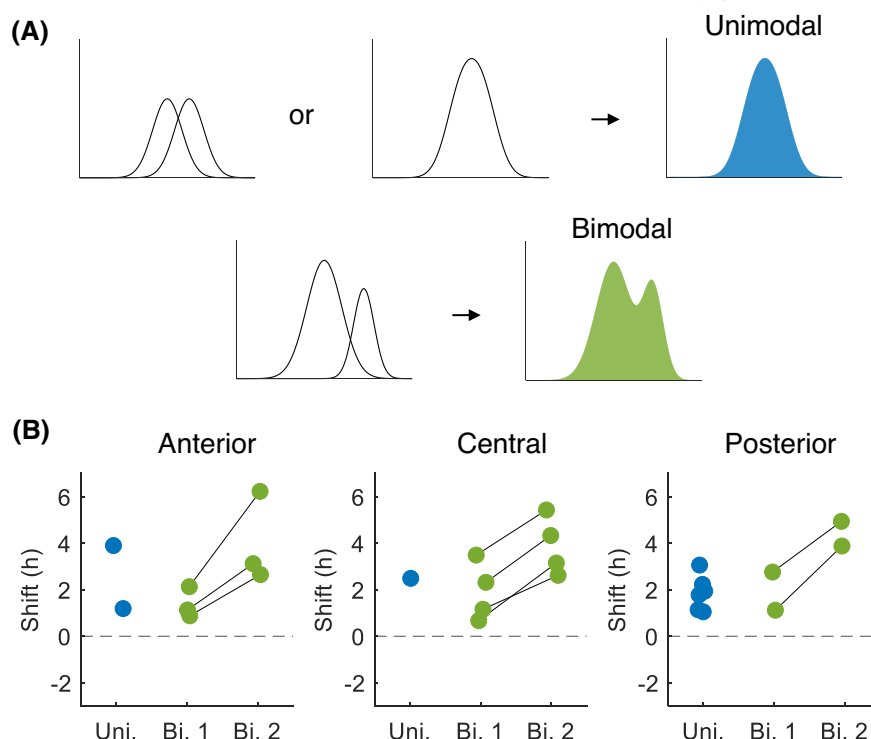 (A)
Unimodal
or
Bimodal
(B)
Anterior
Central
Posterior
Shift (h)
6
4
2
0
-2
Uni.
Bi. 1
Bi. 2
Shift (h)
6
4
2
0
-2
Uni.
Bi. 1
Bi. 2
Shift (h)
6
4
2
0
-2
Uni.
Bi. 1
Bi. 2